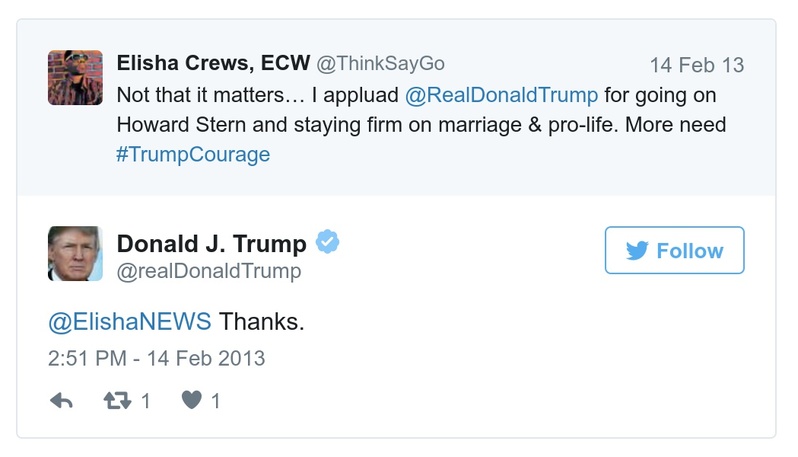 Elisha Crews, ECW @ThinkSayGo 14 Feb 13
Not that it matters… I appluad @RealDonaldTrump for going on
Howard Stern and staying firm on marriage & pro-life. More need
#TrumpCourage
Donald J. Trump
@realDonaldTrump
Follow
@ElishaNEWS Thanks.
2:51 PM - 14 Feb 2013
1 1